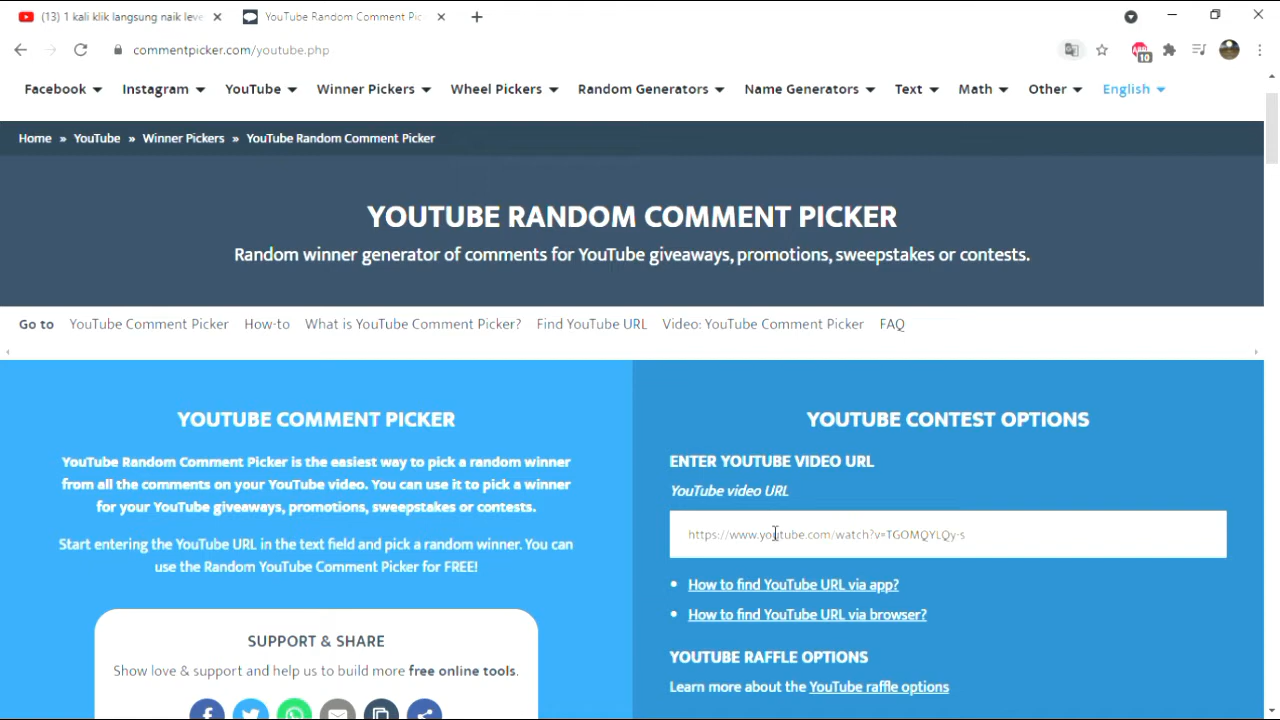 (13) 1 kali klik langsung naik leve
YouTube Random Comment Pic
commentpicker.com/youtube.php
10
Facebook Instagram YouTube Winner Pickers Wheel Pickers Random Generators Name Generators Text Math Other English
Home » YouTube » Winner Pickers » YouTube Random Comment Picker
YOUTUBE RANDOM COMMENT PICKER
Random winner generator of comments for YouTube giveaways, promotions, sweepstakes or contests.
Go to YouTube Comment Picker How-to What is YouTube Comment Picker? Find YouTube URL Video: YouTube Comment Picker FAQ
YOUTUBE COMMENT PICKER
YouTube Random Comment Picker is the easiest way to pick a random winner
from all the comments on your YouTube video. You can use it to pick a winner
for your YouTube giveaways, promotions, sweepstakes or contests.
Start entering the YouTube URL in the text field and pick a random winner. You can
use the Random YouTube Comment Picker for FREE!
SUPPORT & SHARE
Show love & support and help us to build more free online tools.
YOUTUBE CONTEST OPTIONS
ENTER YOUTUBE VIDEO URL
YouTube video URL
https://www.youtube.com/watch?v=TGOMQYLQy-s
• How to find YouTube URL via app?
• How to find YouTube URL via browser?
YOUTUBE RAFFLE OPTIONS
Learn more about the YouTube raffle options